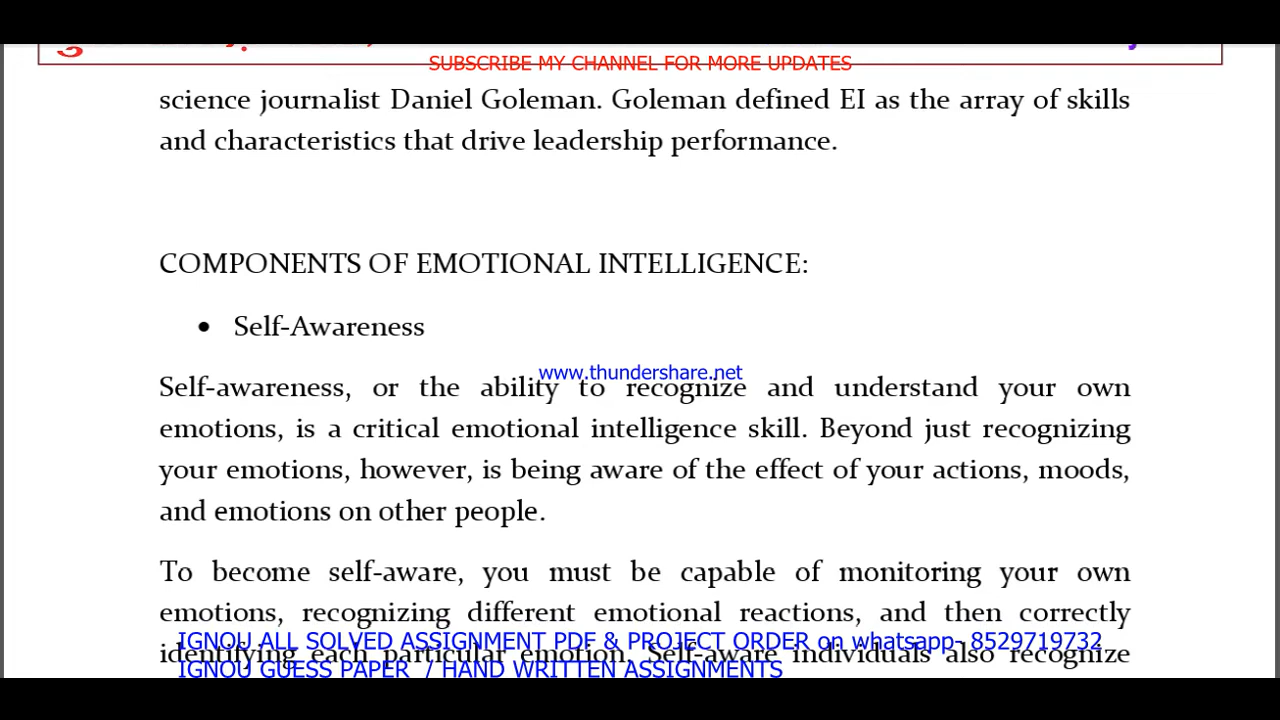 SUBSCRIBE MY CHANNEL FOR MORE UPDATES
science journalist Daniel Goleman. Goleman defined EI as the array of skills
and characteristics that drive leadership performance.
COMPONENTS OF EMOTIONAL INTELLIGENCE:
• Self-Awareness
www.thundershare.net
Self-awareness, or the ability to recognize and understand your own
emotions, is a critical emotional intelligence skill. Beyond just recognizing
your emotions, however, is being aware of the effect of your actions, moods,
and emotions on other people.
To become self-aware, you must be capable of monitoring your own
emotions, recognizing different emotional reactions, and then correctly
IGNOU ALL SOLVED ASSIGNMENT PDF & PROJECT ORDER on whatsapp- 8529719732
identifying each particular emotion. Self-aware individuals also recognize
IGNOU GUESS PAPER / HAND WRITTEN ASSIGNMENTS